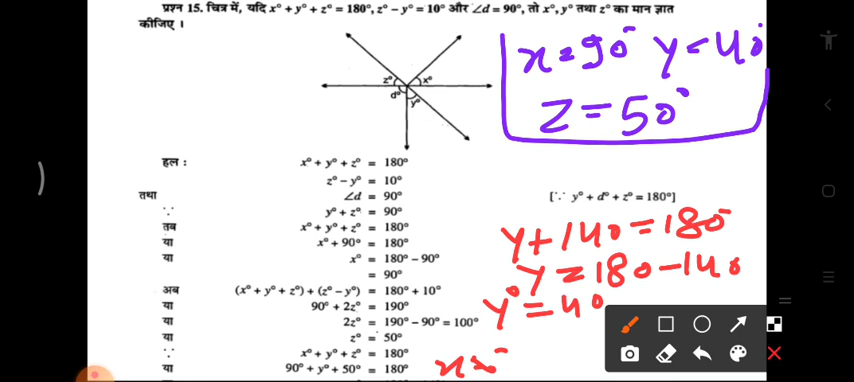 प्रश्न 15. चित्र में, यदि x° + y° + z° = 180°, z° – y° = 10° और ∠d = 90°, तो x°, y° तथा z° का मान ज्ञात
कीजिए ।
x = 90° y = 40°
z = 50°
z° x°
d° y°
हल : x° + y° + z° = 180°
z° – y° = 10°
तथा ∠d = 90° [∵ y° + d° + z° = 180°]
∵ y° + z° = 90°
तब x° + y° + z° = 180°
या x° + 90° = 180°
या x° = 180° – 90°
= 90°
अब (x° + y° + z°) + (z° – y°) = 180° + 10°
या 90° + 2z° = 190°
या 2z° = 190° – 90° = 100°
या z° = 50°
∵ x° + y° + z° = 180°
या 90° + y° + 50° = 180°
y + 140 = 180°
y = 180 - 140
y° = 40